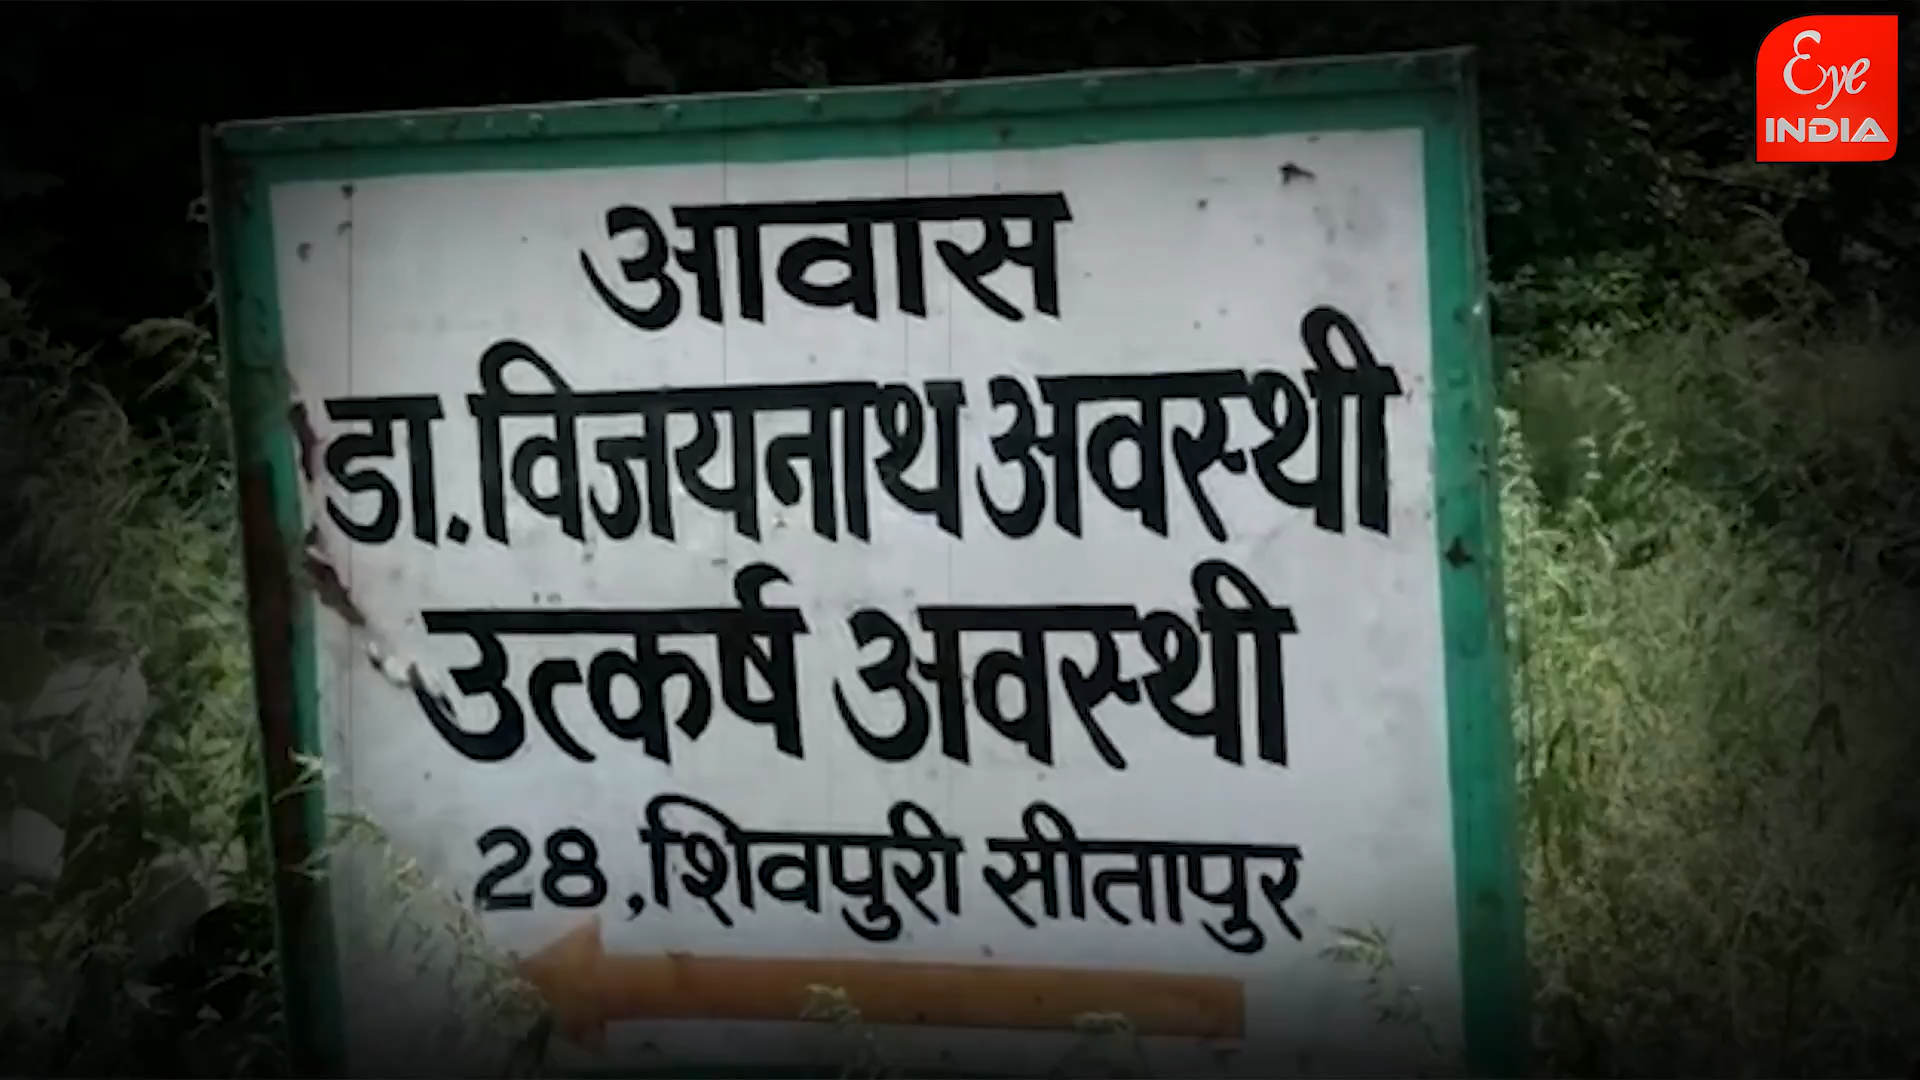 Eye
INDIA
आवास
डा. विजयनाथ अवस्थी
उत्कर्ष अवस्थी
28, शिवपुरी सीतापुर